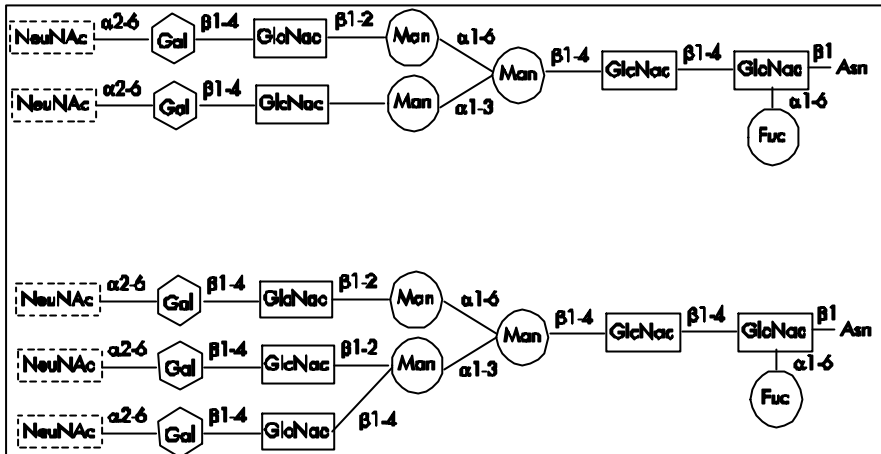 α2-6 β1-4 β1-2
NeuNAc Gal GlcNac Man α1-6
Man β1-4 GlcNac β1-4 GlcNac β1 Asn
α2-6 β1-4
NeuNAc Gal GlcNac Man α1-3
α1-6
Fuc
α2-6 β1-4 β1-2
NeuNAc Gal GlcNac Man α1-6
Man β1-4 GlcNac β1-4 GlcNac β1 Asn
α2-6 β1-4 β1-2
NeuNAc Gal GlcNac Man α1-3
α1-6
Fuc
α2-6 β1-4 β1-4
NeuNAc Gal GlcNac